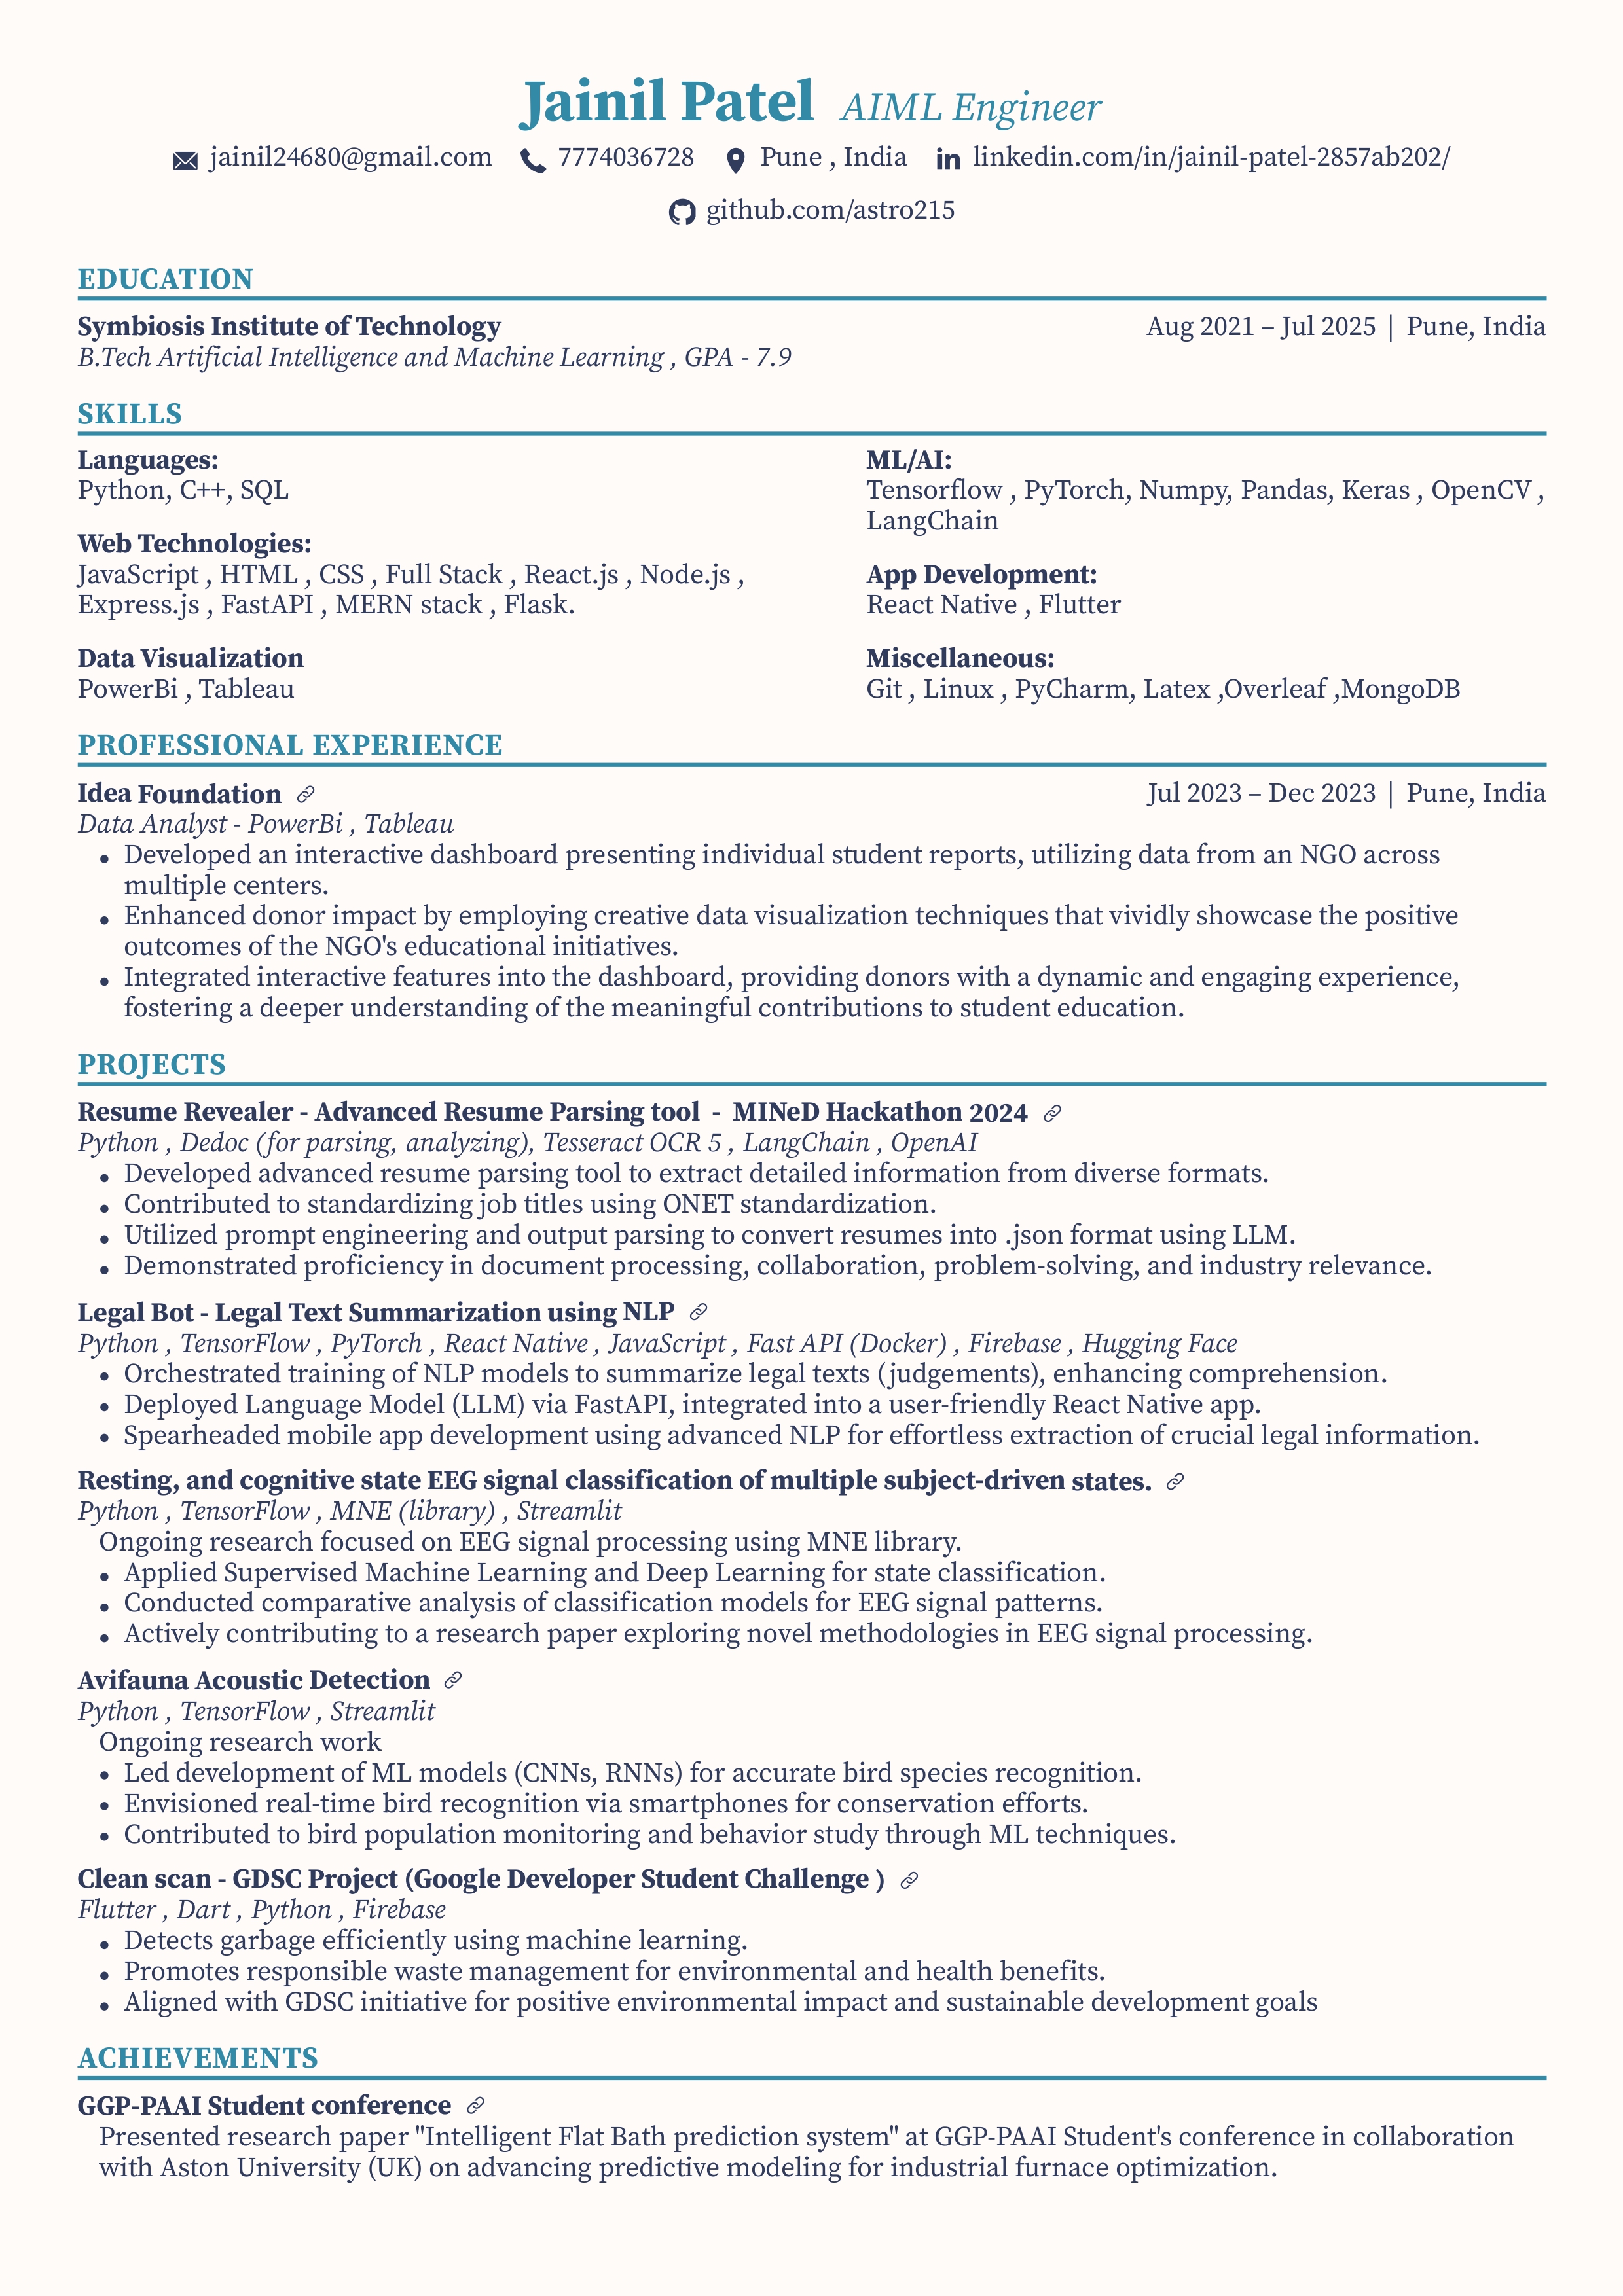 Jainil Patel AIML Engineer
jainil24680@gmail.com 7774036728 Pune , India linkedin.com/in/jainil-patel-2857ab202/
github.com/astro215
EDUCATION
Symbiosis Institute of Technology Aug 2021 – Jul 2025 | Pune, India
B.Tech Artificial Intelligence and Machine Learning , GPA - 7.9
SKILLS
Languages:
Python, C++, SQL
Web Technologies:
JavaScript , HTML , CSS , Full Stack , React.js , Node.js ,
Express.js , FastAPI , MERN stack , Flask.
Data Visualization
PowerBi , Tableau
ML/AI:
Tensorflow , PyTorch, Numpy, Pandas, Keras , OpenCV ,
LangChain
App Development:
React Native , Flutter
Miscellaneous:
Git , Linux , PyCharm, Latex ,Overleaf ,MongoDB
PROFESSIONAL EXPERIENCE
Idea Foundation Jul 2023 – Dec 2023 | Pune, India
Data Analyst - PowerBi , Tableau
• Developed an interactive dashboard presenting individual student reports, utilizing data from an NGO across
multiple centers.
• Enhanced donor impact by employing creative data visualization techniques that vividly showcase the positive
outcomes of the NGO's educational initiatives.
• Integrated interactive features into the dashboard, providing donors with a dynamic and engaging experience,
fostering a deeper understanding of the meaningful contributions to student education.
PROJECTS
Resume Revealer - Advanced Resume Parsing tool - MINeD Hackathon 2024
Python , Dedoc (for parsing, analyzing), Tesseract OCR 5 , LangChain , OpenAI
• Developed advanced resume parsing tool to extract detailed information from diverse formats.
• Contributed to standardizing job titles using ONET standardization.
• Utilized prompt engineering and output parsing to convert resumes into .json format using LLM.
• Demonstrated proficiency in document processing, collaboration, problem-solving, and industry relevance.
Legal Bot - Legal Text Summarization using NLP
Python , TensorFlow , PyTorch , React Native , JavaScript , Fast API (Docker) , Firebase , Hugging Face
• Orchestrated training of NLP models to summarize legal texts (judgements), enhancing comprehension.
• Deployed Language Model (LLM) via FastAPI, integrated into a user-friendly React Native app.
• Spearheaded mobile app development using advanced NLP for effortless extraction of crucial legal information.
Resting, and cognitive state EEG signal classification of multiple subject-driven states.
Python , TensorFlow , MNE (library) , Streamlit
Ongoing research focused on EEG signal processing using MNE library.
• Applied Supervised Machine Learning and Deep Learning for state classification.
• Conducted comparative analysis of classification models for EEG signal patterns.
• Actively contributing to a research paper exploring novel methodologies in EEG signal processing.
Avifauna Acoustic Detection
Python , TensorFlow , Streamlit
Ongoing research work
• Led development of ML models (CNNs, RNNs) for accurate bird species recognition.
• Envisioned real-time bird recognition via smartphones for conservation efforts.
• Contributed to bird population monitoring and behavior study through ML techniques.
Clean scan - GDSC Project (Google Developer Student Challenge )
Flutter , Dart , Python , Firebase
• Detects garbage efficiently using machine learning.
• Promotes responsible waste management for environmental and health benefits.
• Aligned with GDSC initiative for positive environmental impact and sustainable development goals
ACHIEVEMENTS
GGP-PAAI Student conference
Presented research paper "Intelligent Flat Bath prediction system" at GGP-PAAI Student's conference in collaboration
with Aston University (UK) on advancing predictive modeling for industrial furnace optimization.